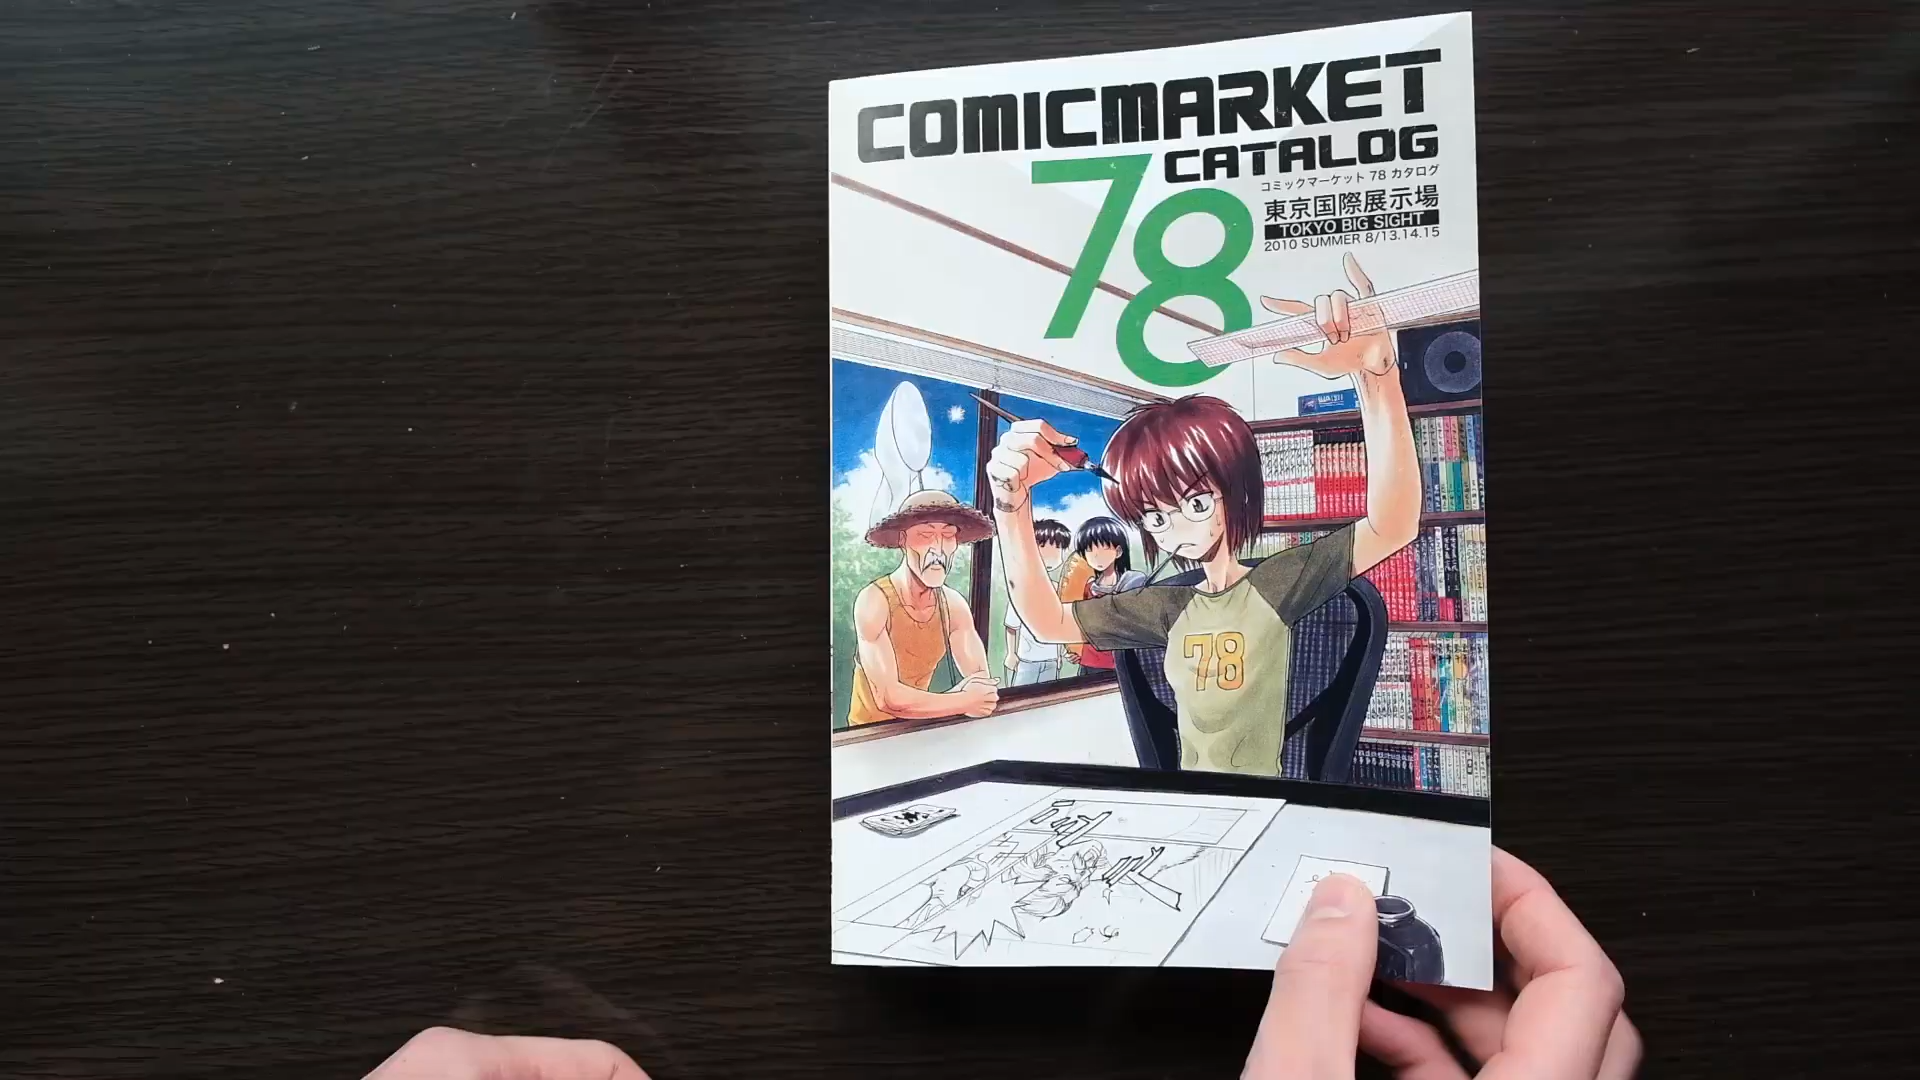 COMICMARKET
CATALOG
78
コミックマーケット 78 カタログ
東京国際展示場
TOKYO BIG SIGHT
2010 SUMMER 8/13.14.15
78